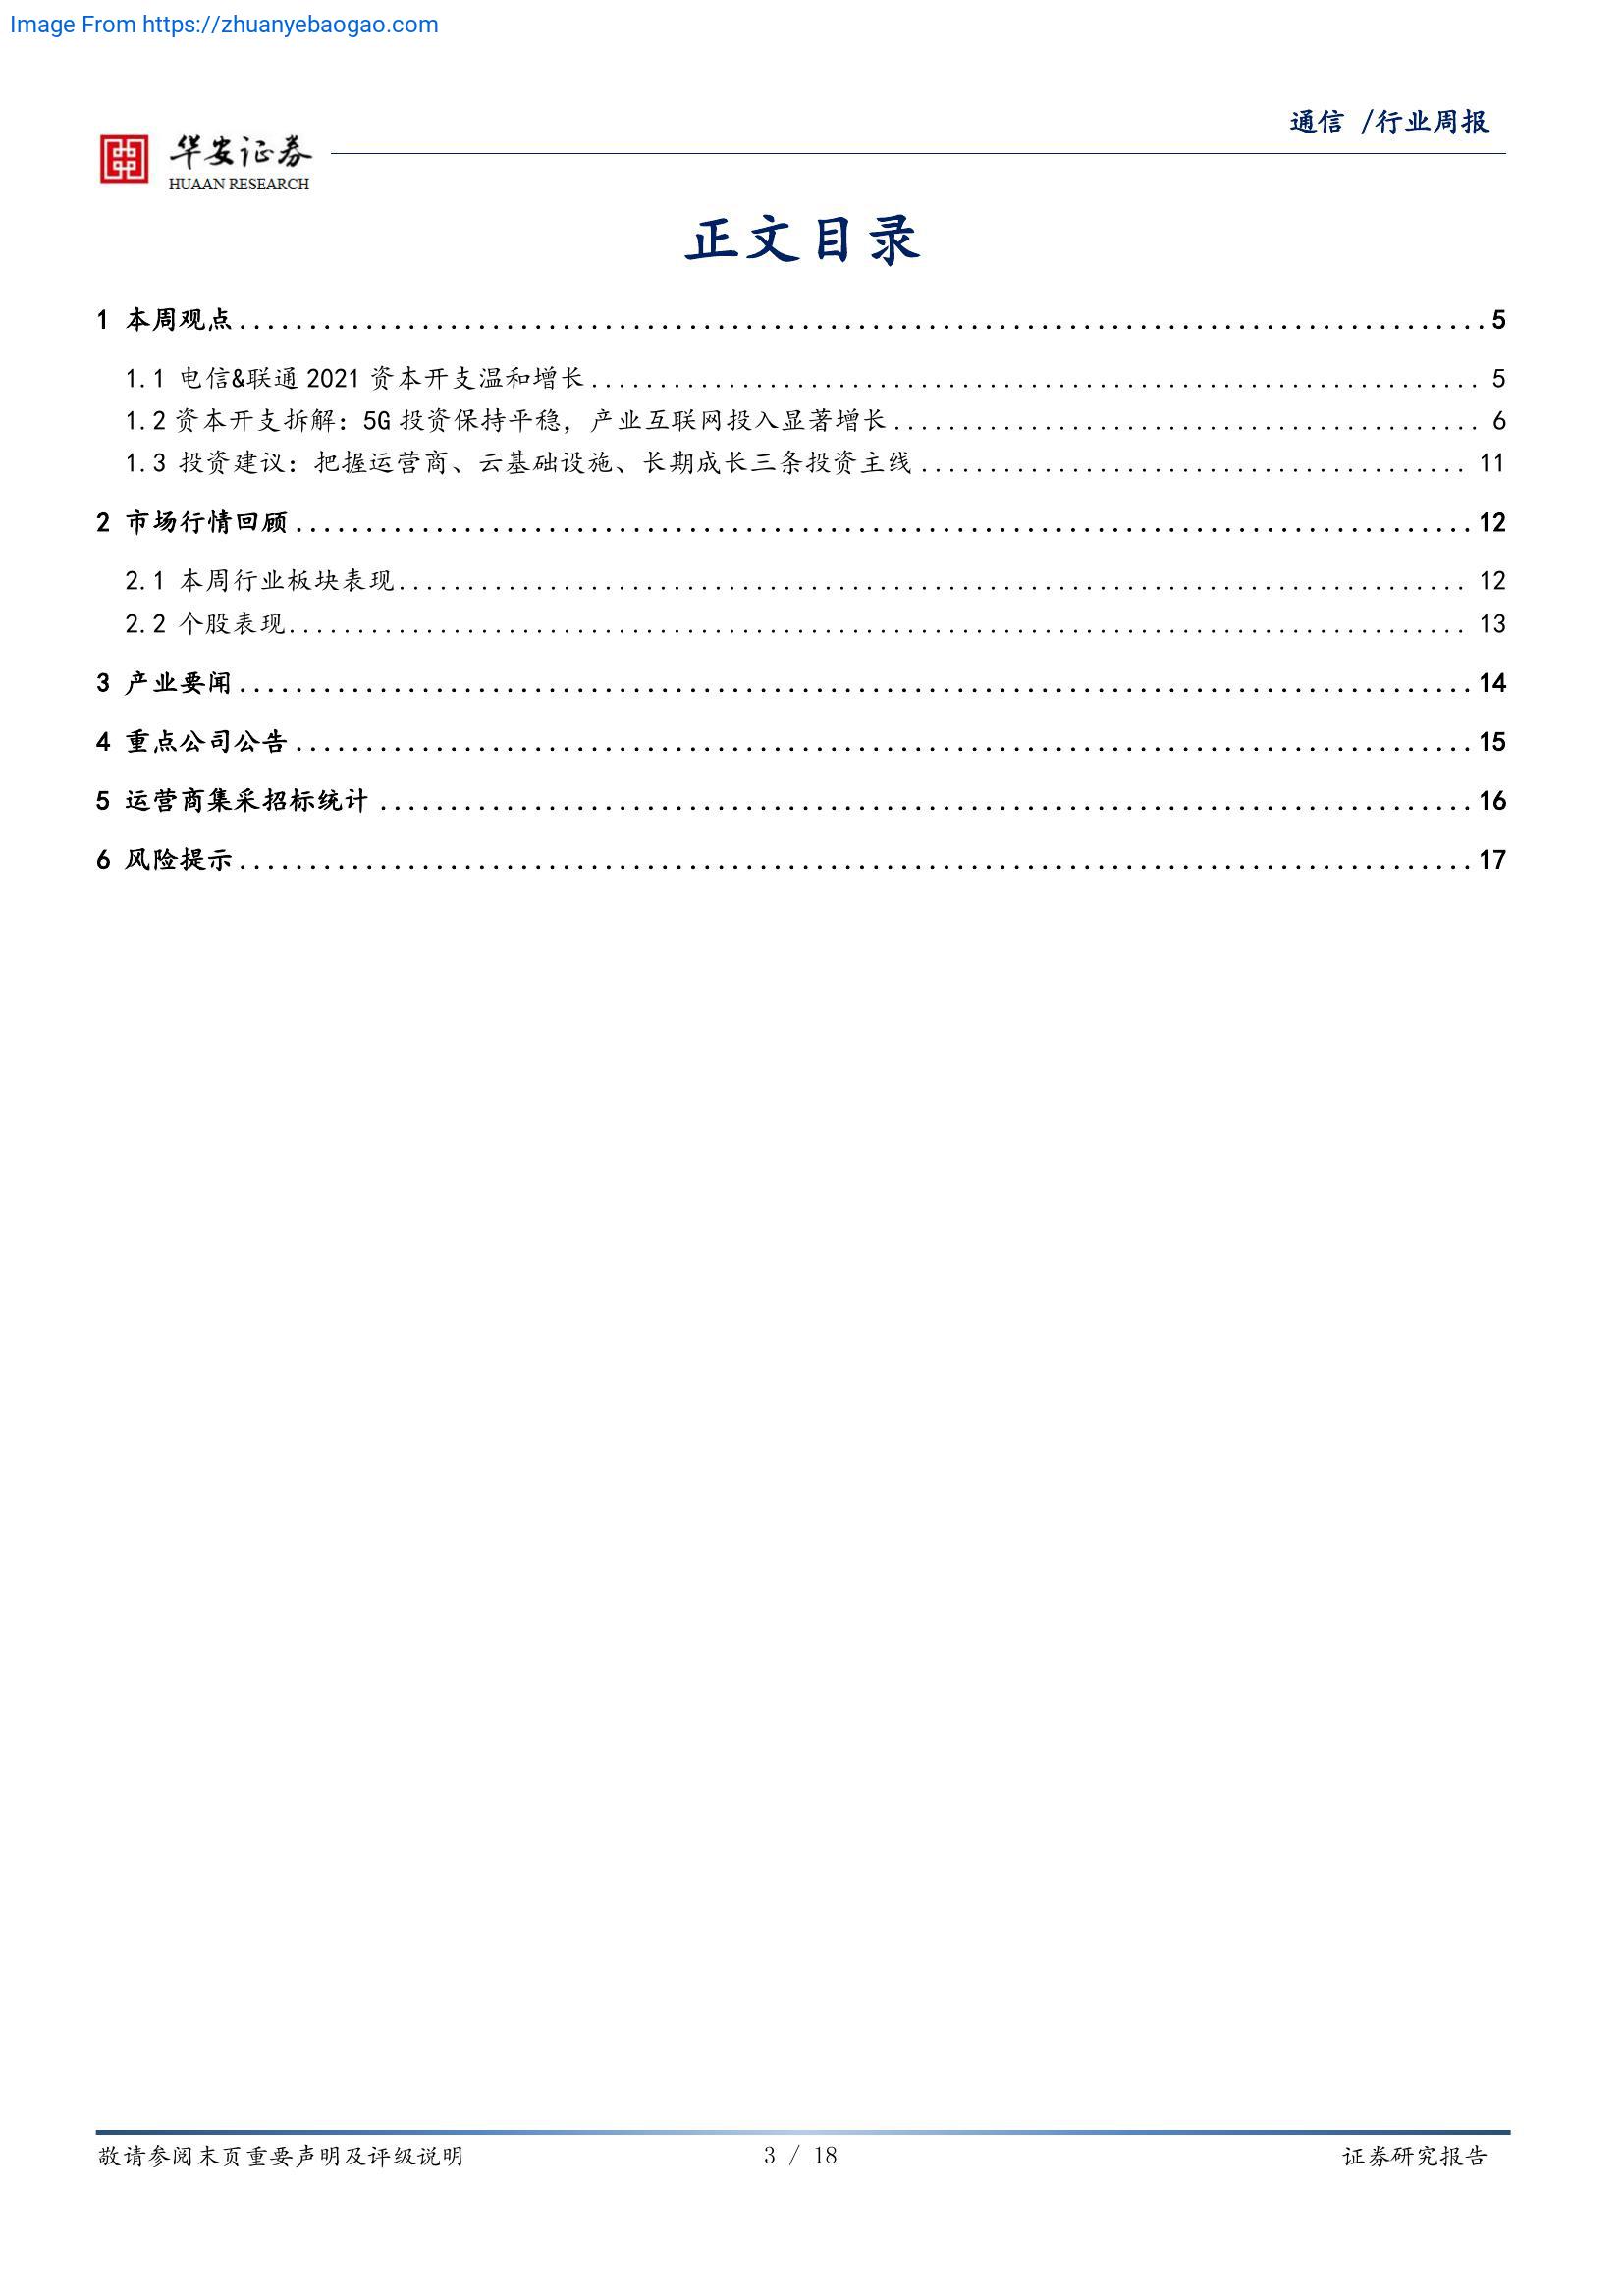 Image From https://zhuanyebaogao.com
通信 /行业周报
华安证券
HUAAN RESEARCH
正文目录
1 本周观点........................................................................................5
1.1 电信&联通 2021 资本开支温和增长................................................................5
1.2 资本开支拆解：5G 投资保持平稳，产业互联网投入显著增长...........................................6
1.3 投资建议：把握运营商、云基础设施、长期成长三条投资主线........................................11
2 市场行情回顾....................................................................................12
2.1 本周行业板块表现..............................................................................12
2.2 个股表现......................................................................................13
3 产业要闻........................................................................................14
4 重点公司公告....................................................................................15
5 运营商集采招标统计..............................................................................16
6 风险提示........................................................................................17
敬请参阅末页重要声明及评级说明
3 / 18
证券研究报告